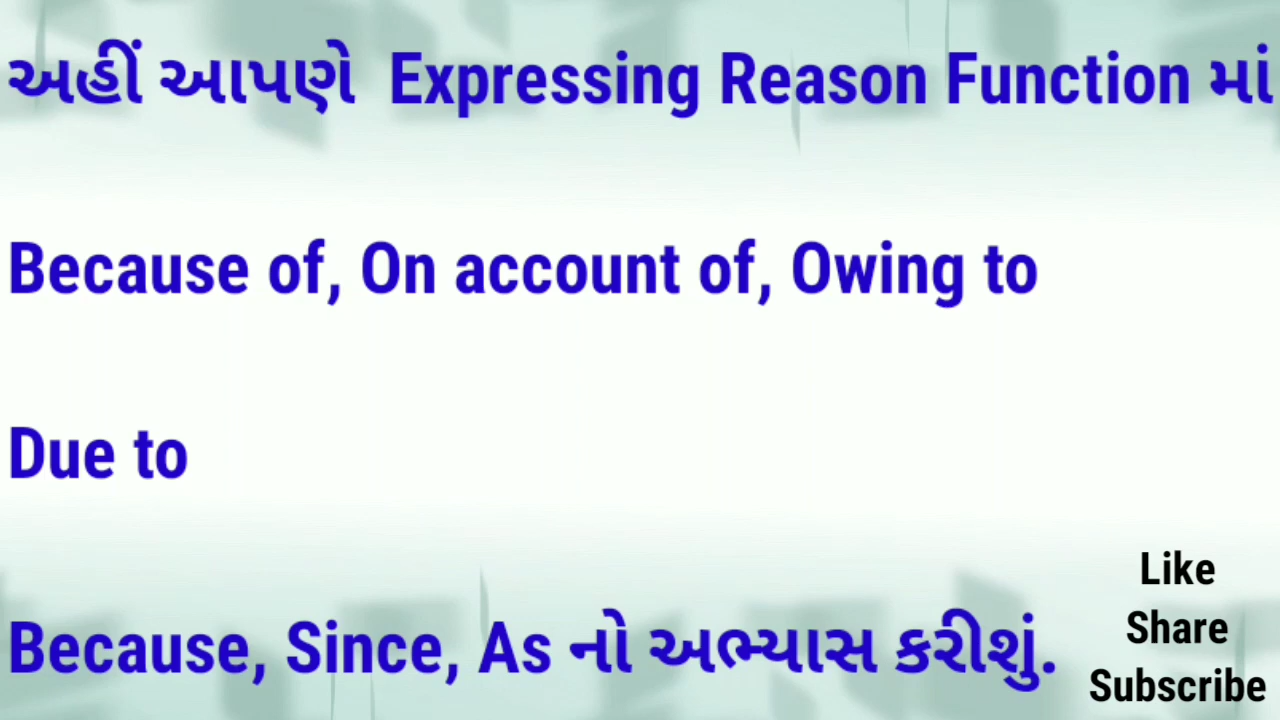 અહીં આપણે Expressing Reason Function માં
Because of, On account of, Owing to
Due to
Because, Since, As નો અભ્યાસ કરીશું.
Like
Share
Subscribe